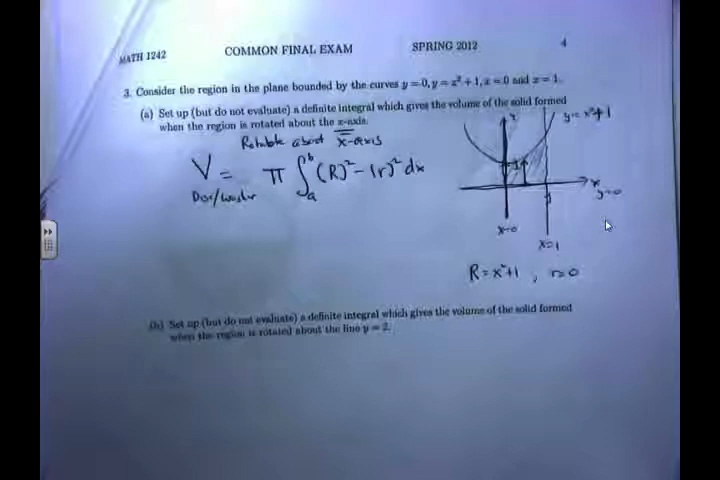 MATH 1242 COMMON FINAL EXAM SPRING 2012 4
3. Consider the region in the plane bounded by the curves y = 0, y = x² + 1, x = 0 and x = 1.
(a) Set up (but do not evaluate) a definite integral which gives the volume of the solid formed
when the region is rotated about the x-axis.
Rotable about x-axis
V = π ∫ₐᵇ (R)² - (r)² dx
Disc/washer
y
y = x²+1
x
y=0
x=0
x=1
R = x²+1 , r=0
(b) Set up (but do not evaluate) a definite integral which gives the volume of the solid formed
when the region is rotated about the line y = 2.